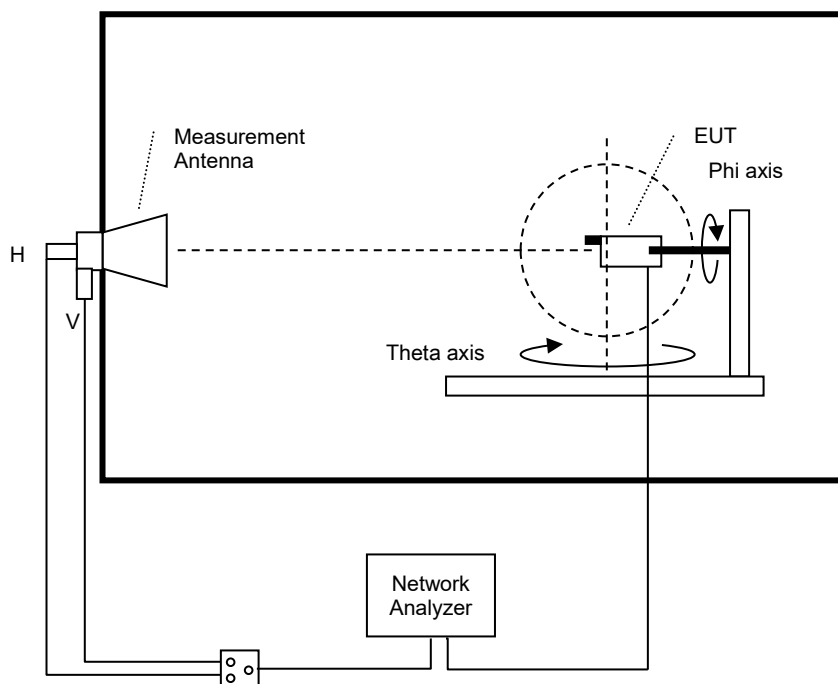 Measurement
Antenna
EUT
Phi axis
H
V
Theta axis
Network
Analyzer